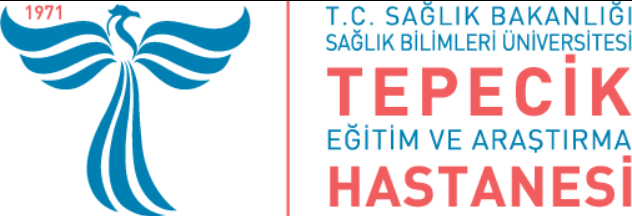 1971
T.C. SAĞLIK BAKANLIĞI
SAĞLIK BİLİMLERİ ÜNİVERSİTESİ
TEPECİK
EĞİTİM VE ARAŞTIRMA
HASTANESİ